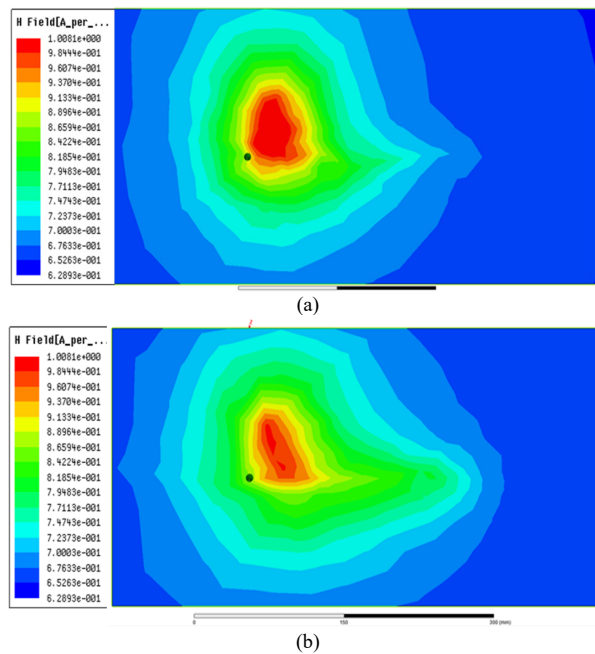 H Field[A_per_...
1.0081e+000
9.8444e-001
9.6074e-001
9.3704e-001
9.1334e-001
8.8964e-001
8.6594e-001
8.4224e-001
8.1854e-001
7.9483e-001
7.7113e-001
7.4743e-001
7.2373e-001
7.0003e-001
6.7633e-001
6.5263e-001
6.2893e-001
(a)
H Field[A_per_...
1.0081e+000
9.8444e-001
9.6074e-001
9.3704e-001
9.1334e-001
8.8964e-001
8.6594e-001
8.4224e-001
8.1854e-001
7.9483e-001
7.7113e-001
7.4743e-001
7.2373e-001
7.0003e-001
6.7633e-001
6.5263e-001
6.2893e-001
0 150 300 (mm)
(b)